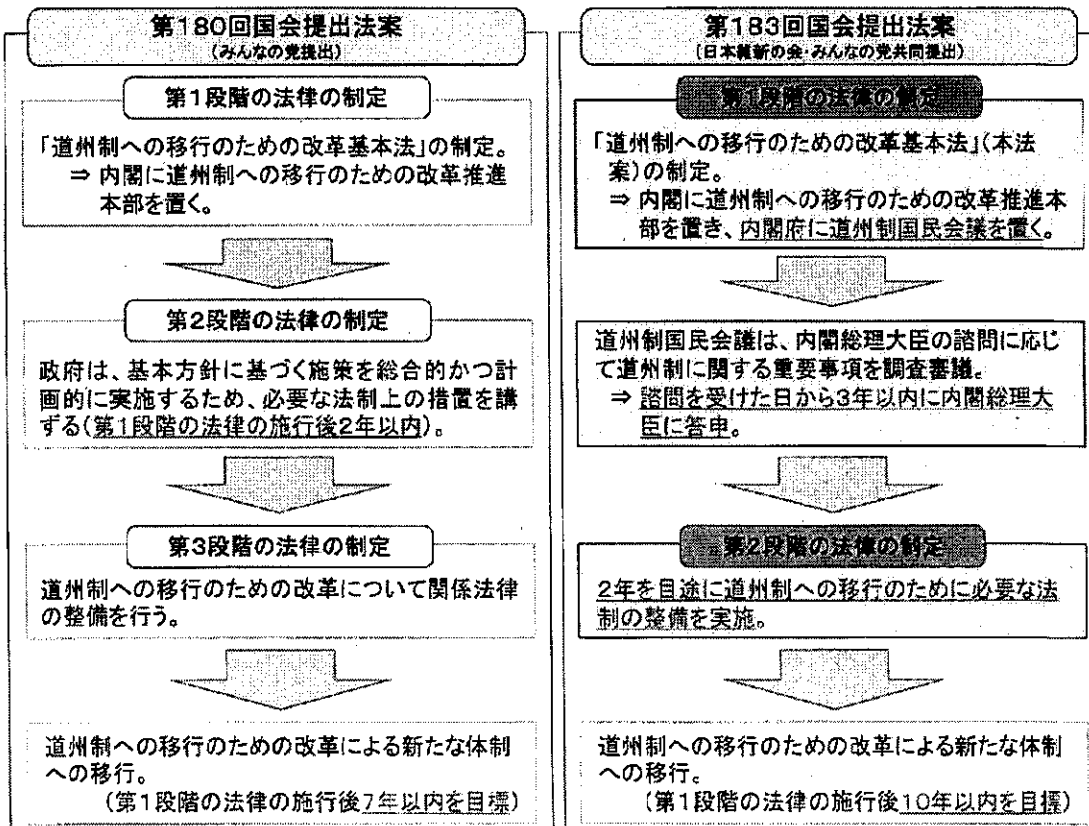 第180回国会提出法案
(みんなの党提出)
第1段階の法律の制定
「道州制への移行のための改革基本法」の制定。
⇒ 内閣に道州制への移行のための改革推進
本部を置く。
第2段階の法律の制定
政府は、基本方針に基づく施策を総合的かつ計
画的に実施するため、必要な法制上の措置を講
ずる(第1段階の法律の施行後2年以内)。
第3段階の法律の制定
道州制への移行のための改革について関係法律
の整備を行う。
道州制への移行のための改革による新たな体制
への移行。
(第1段階の法律の施行後7年以内を目標)
第183回国会提出法案
(日本維新の会・みんなの党共同提出)
第1段階の法律の制定
「道州制への移行のための改革基本法」(本法
案)の制定。
⇒ 内閣に道州制への移行のための改革推進本
部を置き、内閣府に道州制国民会議を置く。
道州制国民会議は、内閣総理大臣の諮問に応じ
て道州制に関する重要事項を調査審議。
⇒ 諮問を受けた日から3年以内に内閣総理大
臣に答申。
第2段階の法律の制定
2年を目途に道州制への移行のために必要な法
制の整備を実施。
道州制への移行のための改革による新たな体制
への移行。
(第1段階の法律の施行後10年以内を目標)